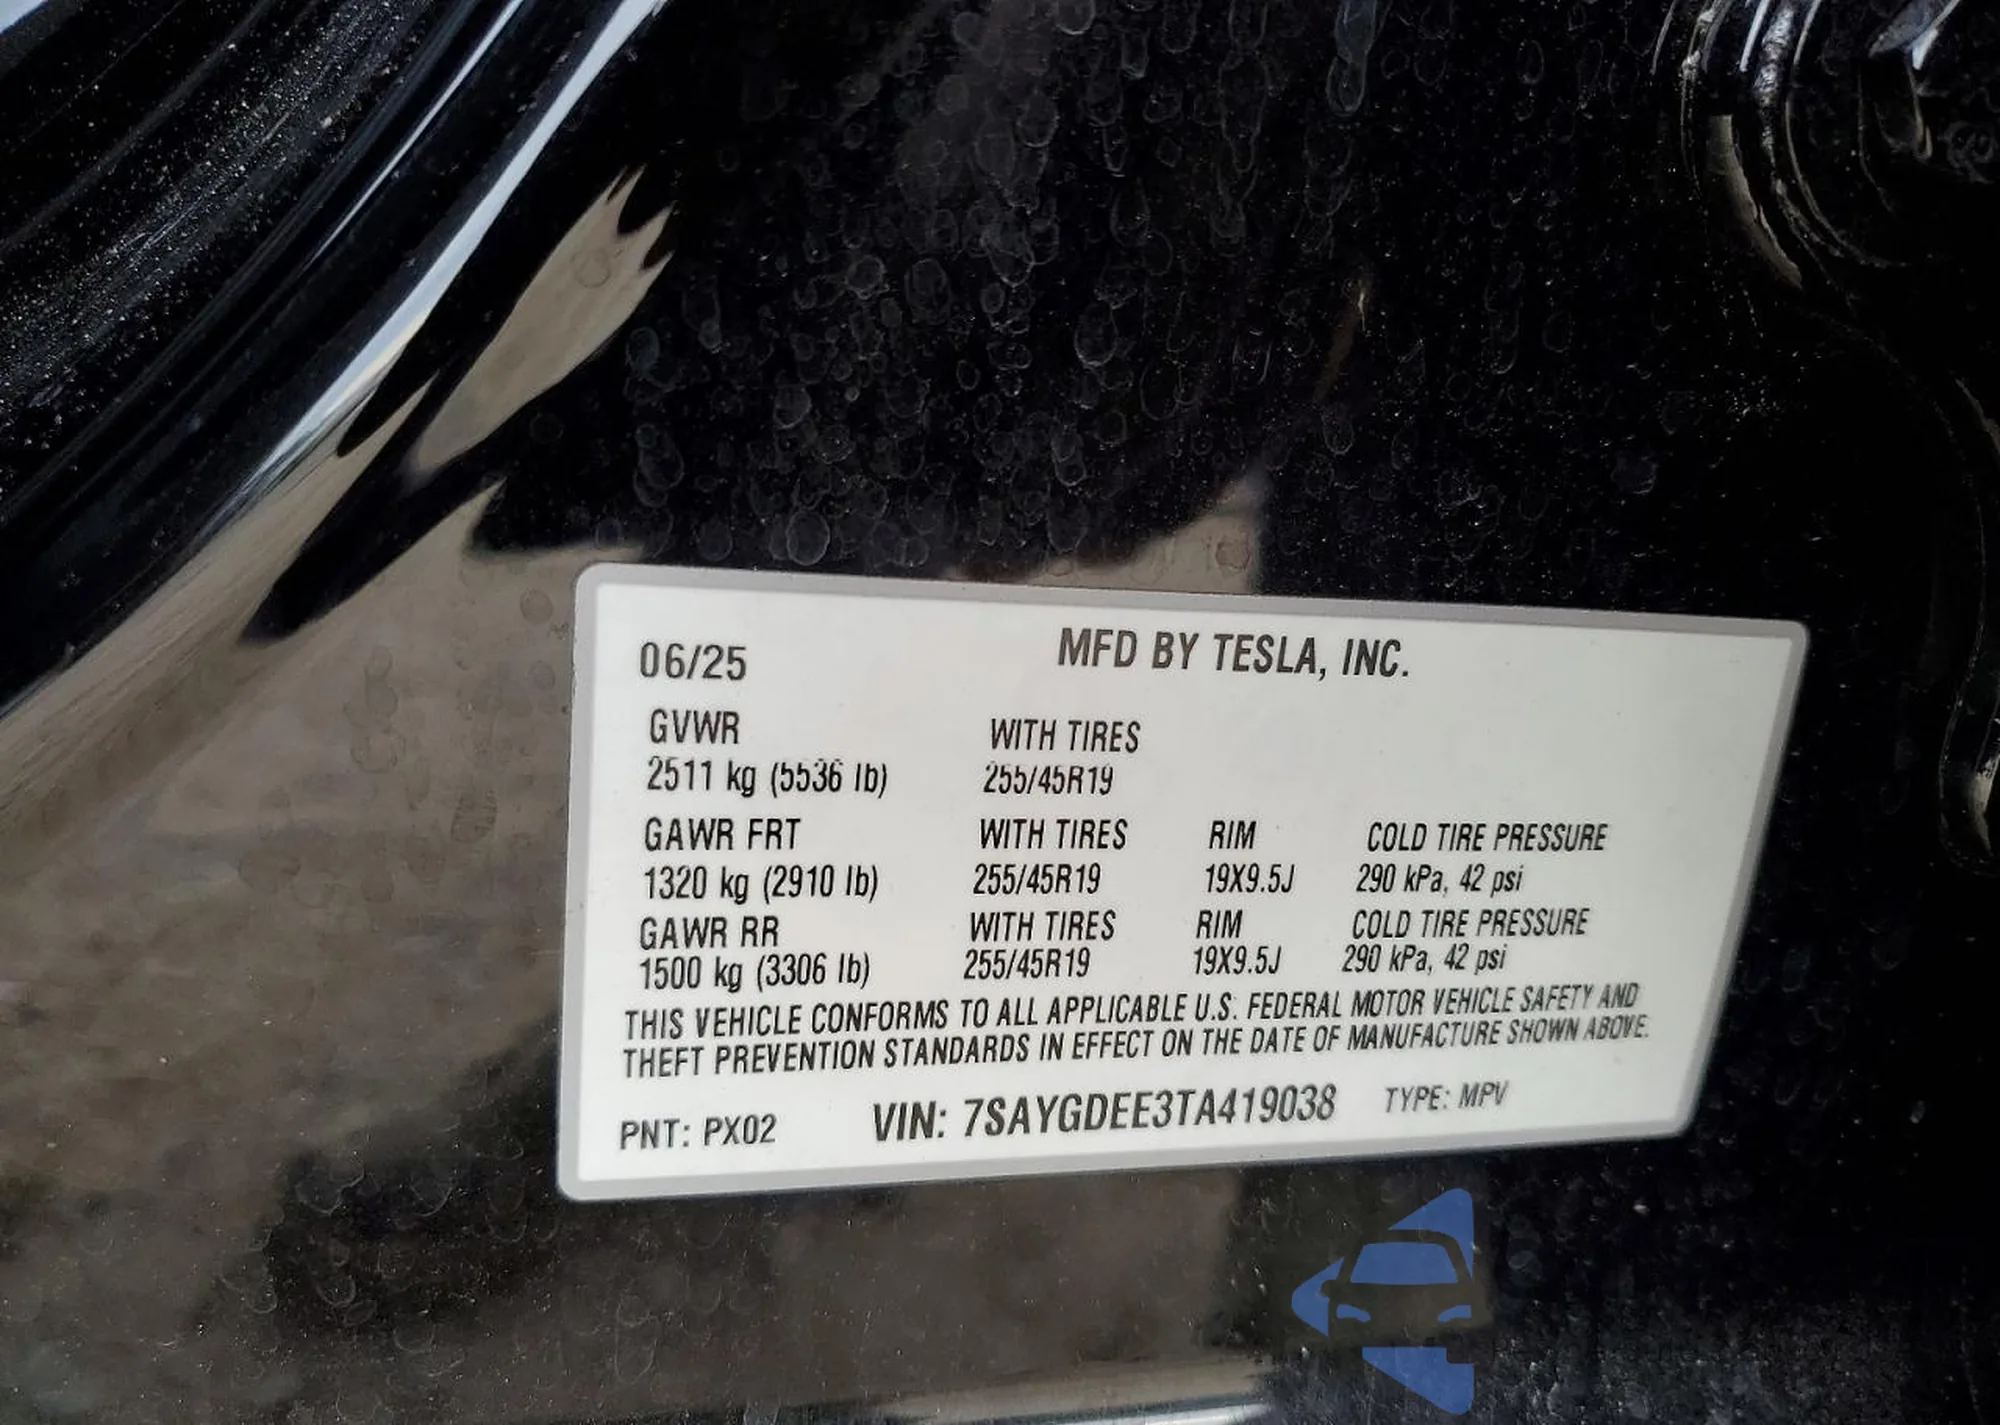 06/25 MFD BY TESLA, INC.
GVWR WITH TIRES
2511 kg (5536 lb) 255/45R19
GAWR FRT WITH TIRES RIM COLD TIRE PRESSURE
1320 kg (2910 lb) 255/45R19 19X9.5J 290 kPa, 42 psi
GAWR RR WITH TIRES RIM COLD TIRE PRESSURE
1500 kg (3306 lb) 255/45R19 19X9.5J 290 kPa, 42 psi
THIS VEHICLE CONFORMS TO ALL APPLICABLE U.S. FEDERAL MOTOR VEHICLE SAFETY AND
THEFT PREVENTION STANDARDS IN EFFECT ON THE DATE OF MANUFACTURE SHOWN ABOVE.
PNT: PX02 VIN: 7SAYGDEE3TA419038 TYPE: MPV